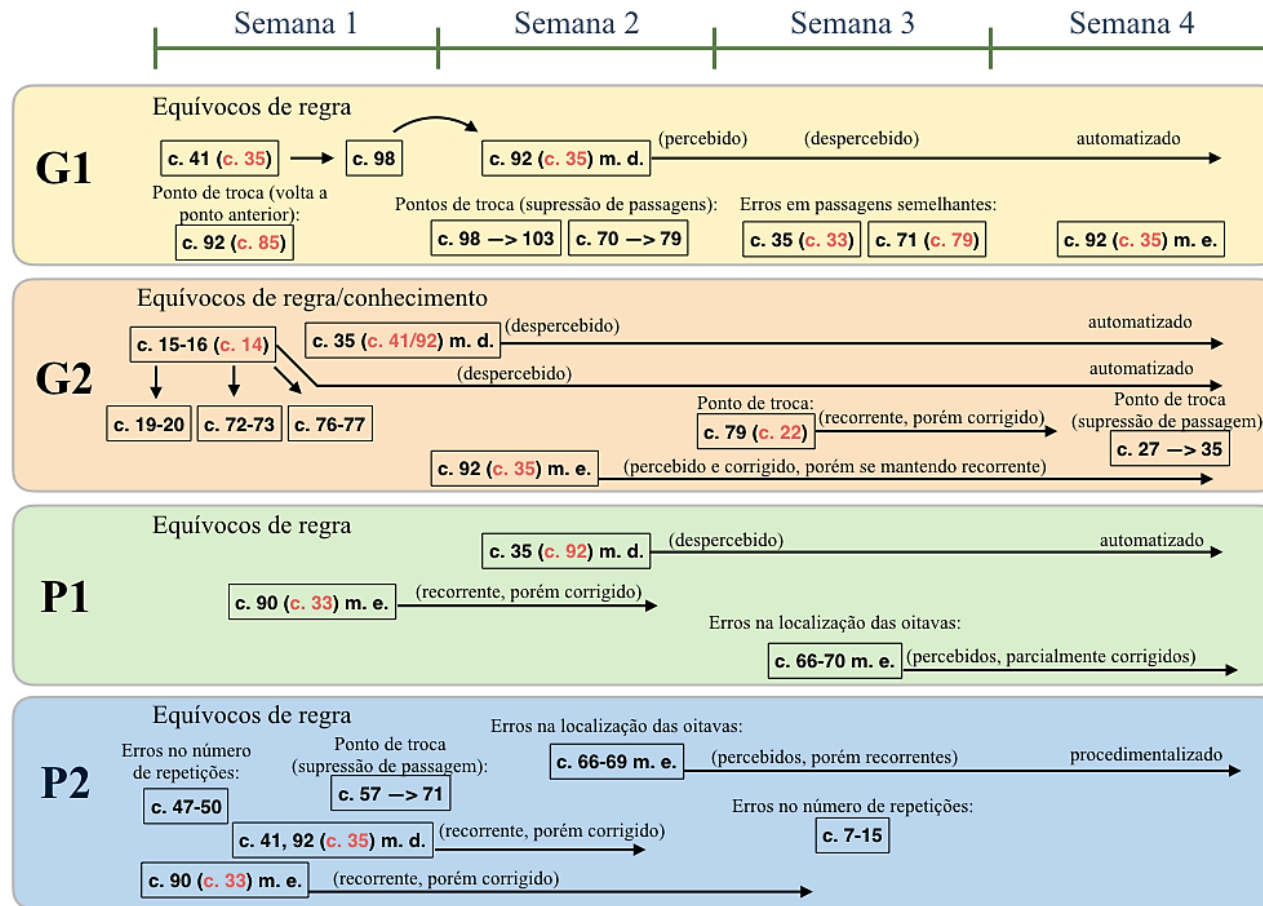 Semana 1 Semana 2 Semana 3 Semana 4
G1
Equívocos de regra
c. 41 (c. 35) c. 98 c. 92 (c. 35) m. d. (percebido) (despercebido) automatizado
Ponto de troca (volta a
ponto anterior):
c. 92 (c. 85)
Pontos de troca (supressão de passagens):
c. 98 —> 103 c. 70 —> 79
Erros em passagens semelhantes:
c. 35 (c. 33) c. 71 (c. 79) c. 92 (c. 35) m. e.
G2
Equívocos de regra/conhecimento
c. 15-16 (c. 14) c. 35 (c. 41/92) m. d. (despercebido) automatizado
(despercebido) automatizado
c. 19-20 c. 72-73 c. 76-77
Ponto de troca:
c. 79 (c. 22) (recorrente, porém corrigido)
Ponto de troca
(supressão de passagem)
c. 27 —> 35
c. 92 (c. 35) m. e. (percebido e corrigido, porém se mantendo recorrente)
P1
Equívocos de regra
c. 35 (c. 92) m. d. (despercebido) automatizado
c. 90 (c. 33) m. e. (recorrente, porém corrigido)
Erros na localização das oitavas:
c. 66-70 m. e. (percebidos, parcialmente corrigidos)
P2
Equívocos de regra
Erros no número
de repetições:
c. 47-50
Ponto de troca
(supressão de passagem):
c. 57 —> 71
Erros na localização das oitavas:
c. 66-69 m. e. (percebidos, porém recorrentes) procedimentalizado
Erros no número de repetições:
c. 7-15
c. 41, 92 (c. 35) m. d. (recorrente, porém corrigido)
c. 90 (c. 33) m. e. (recorrente, porém corrigido)